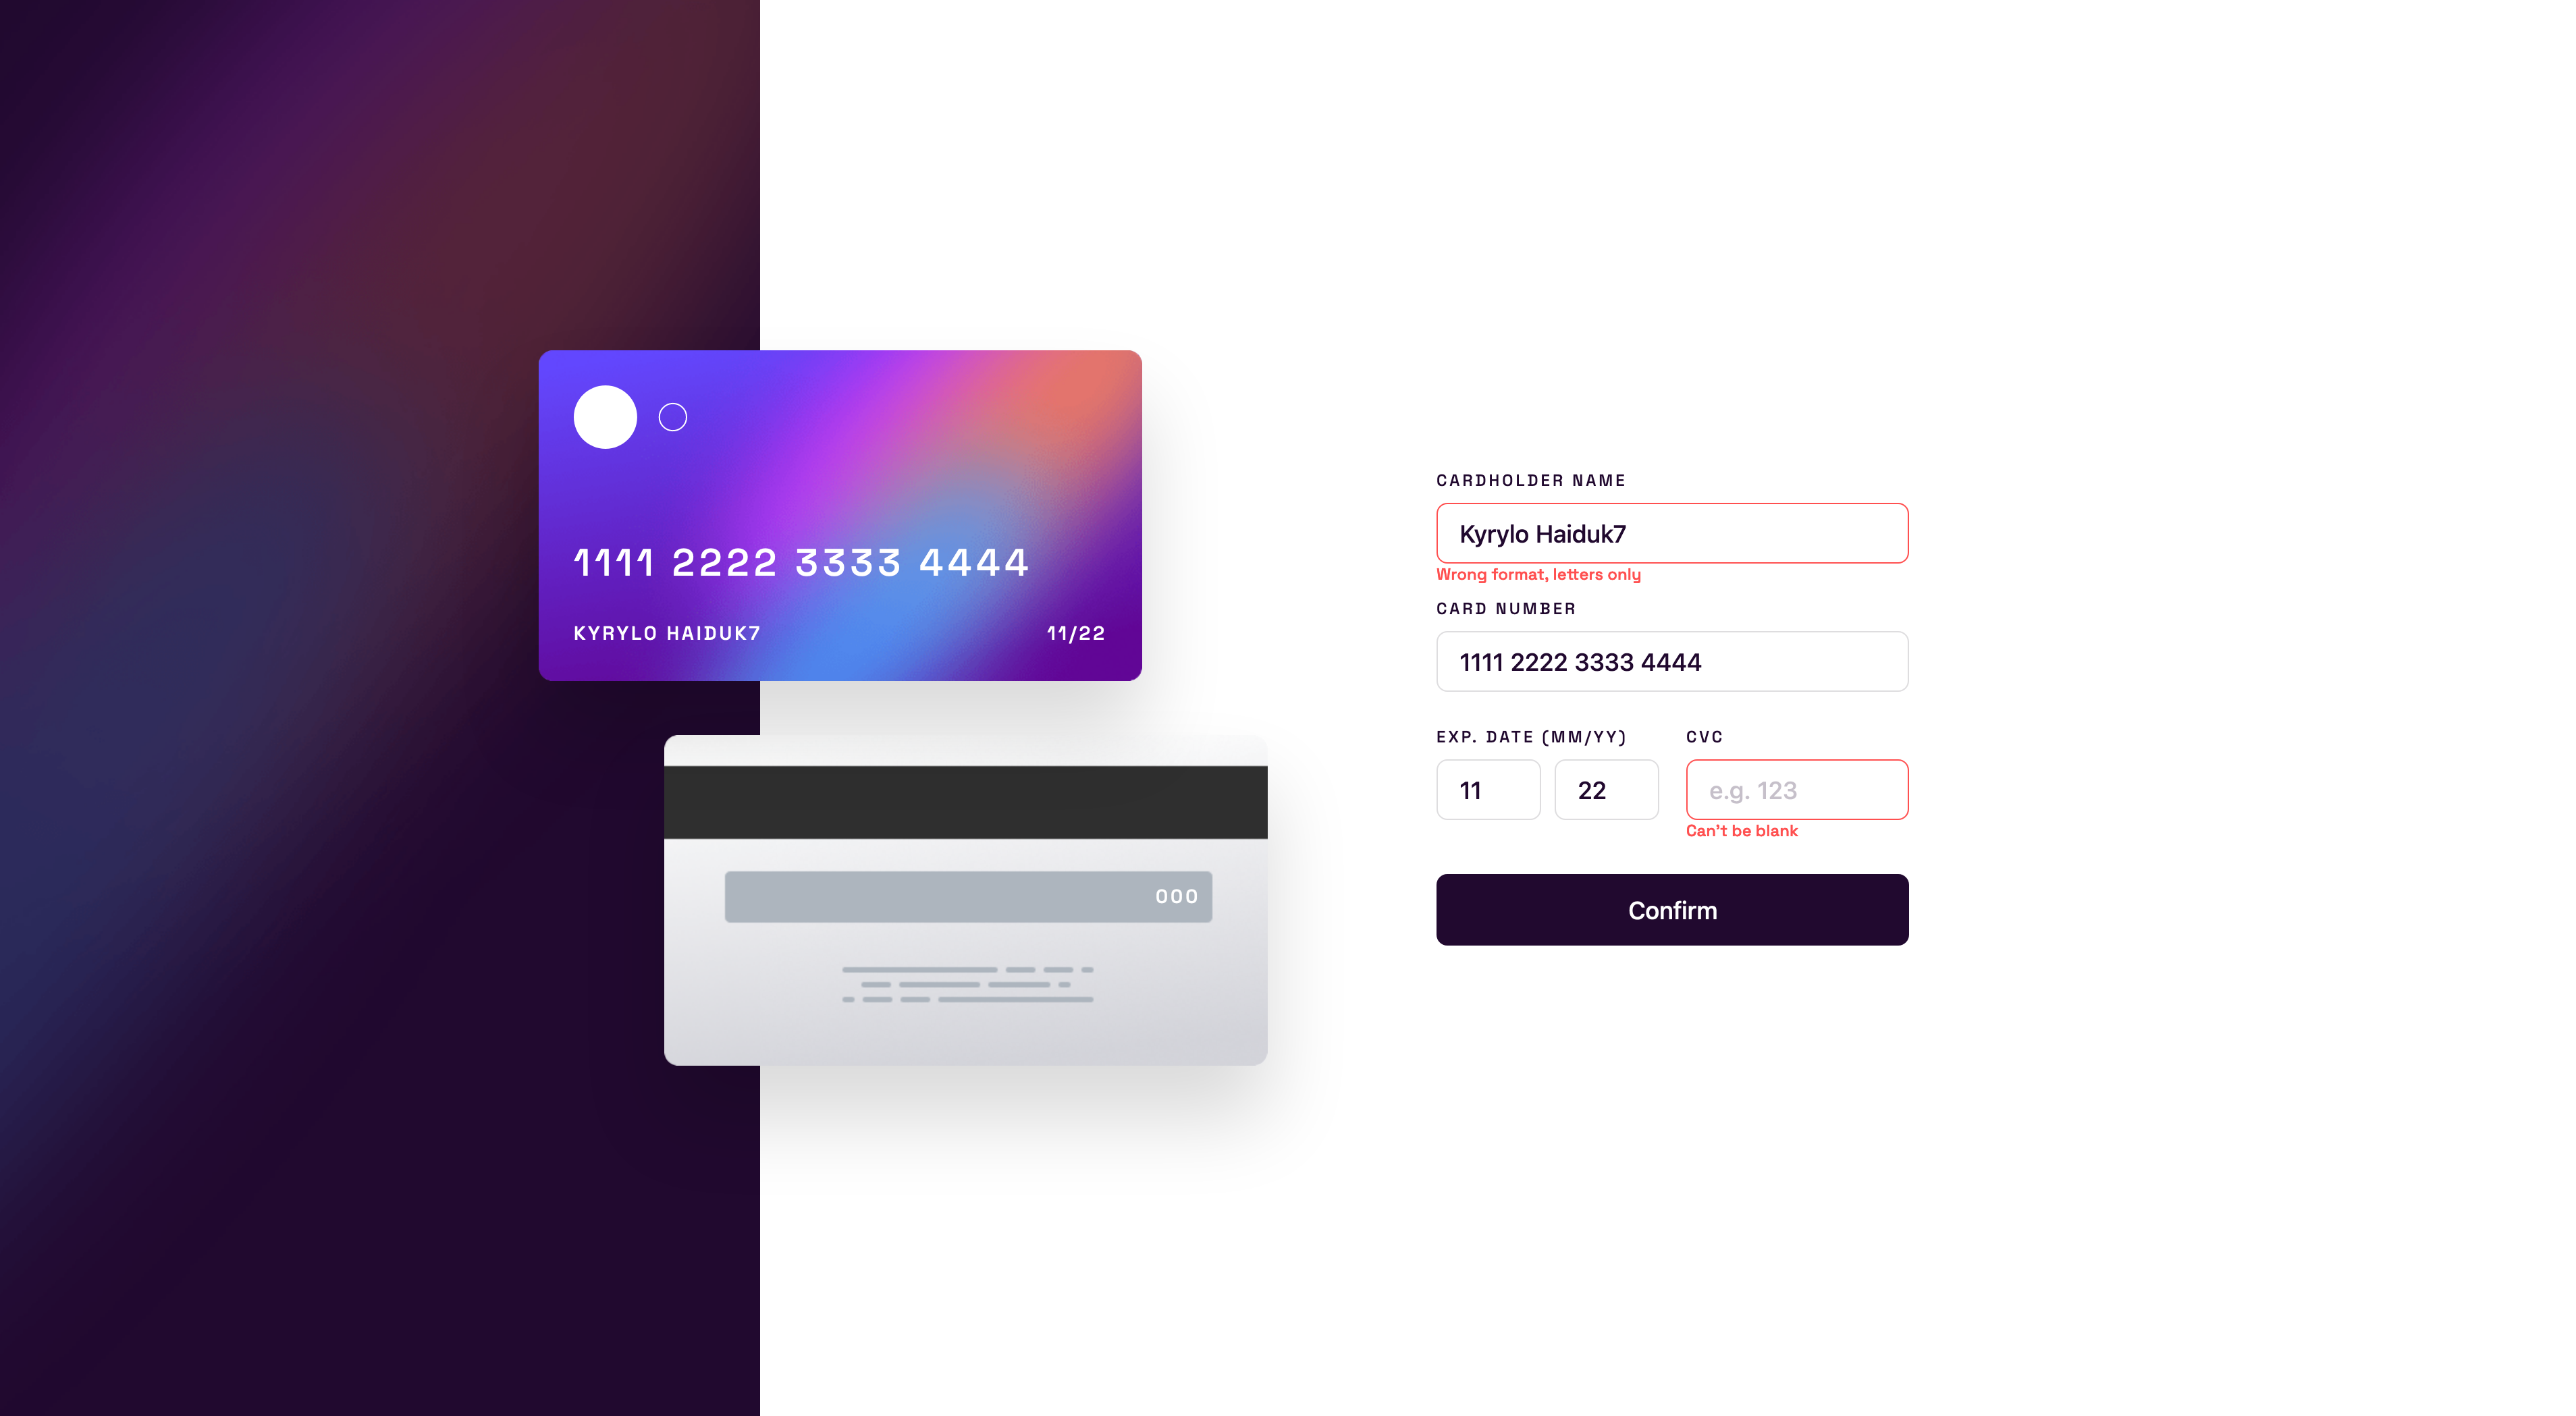 1111 2222 3333 4444
KYRYLO HAIDUK7
11/22
000
CARDHOLDER NAME
Kyrylo Haiduk7
Wrong format, letters only
CARD NUMBER
1111 2222 3333 4444
EXP. DATE (MM/YY)
CVC
11
22
e.g. 123
Can't be blank
Confirm